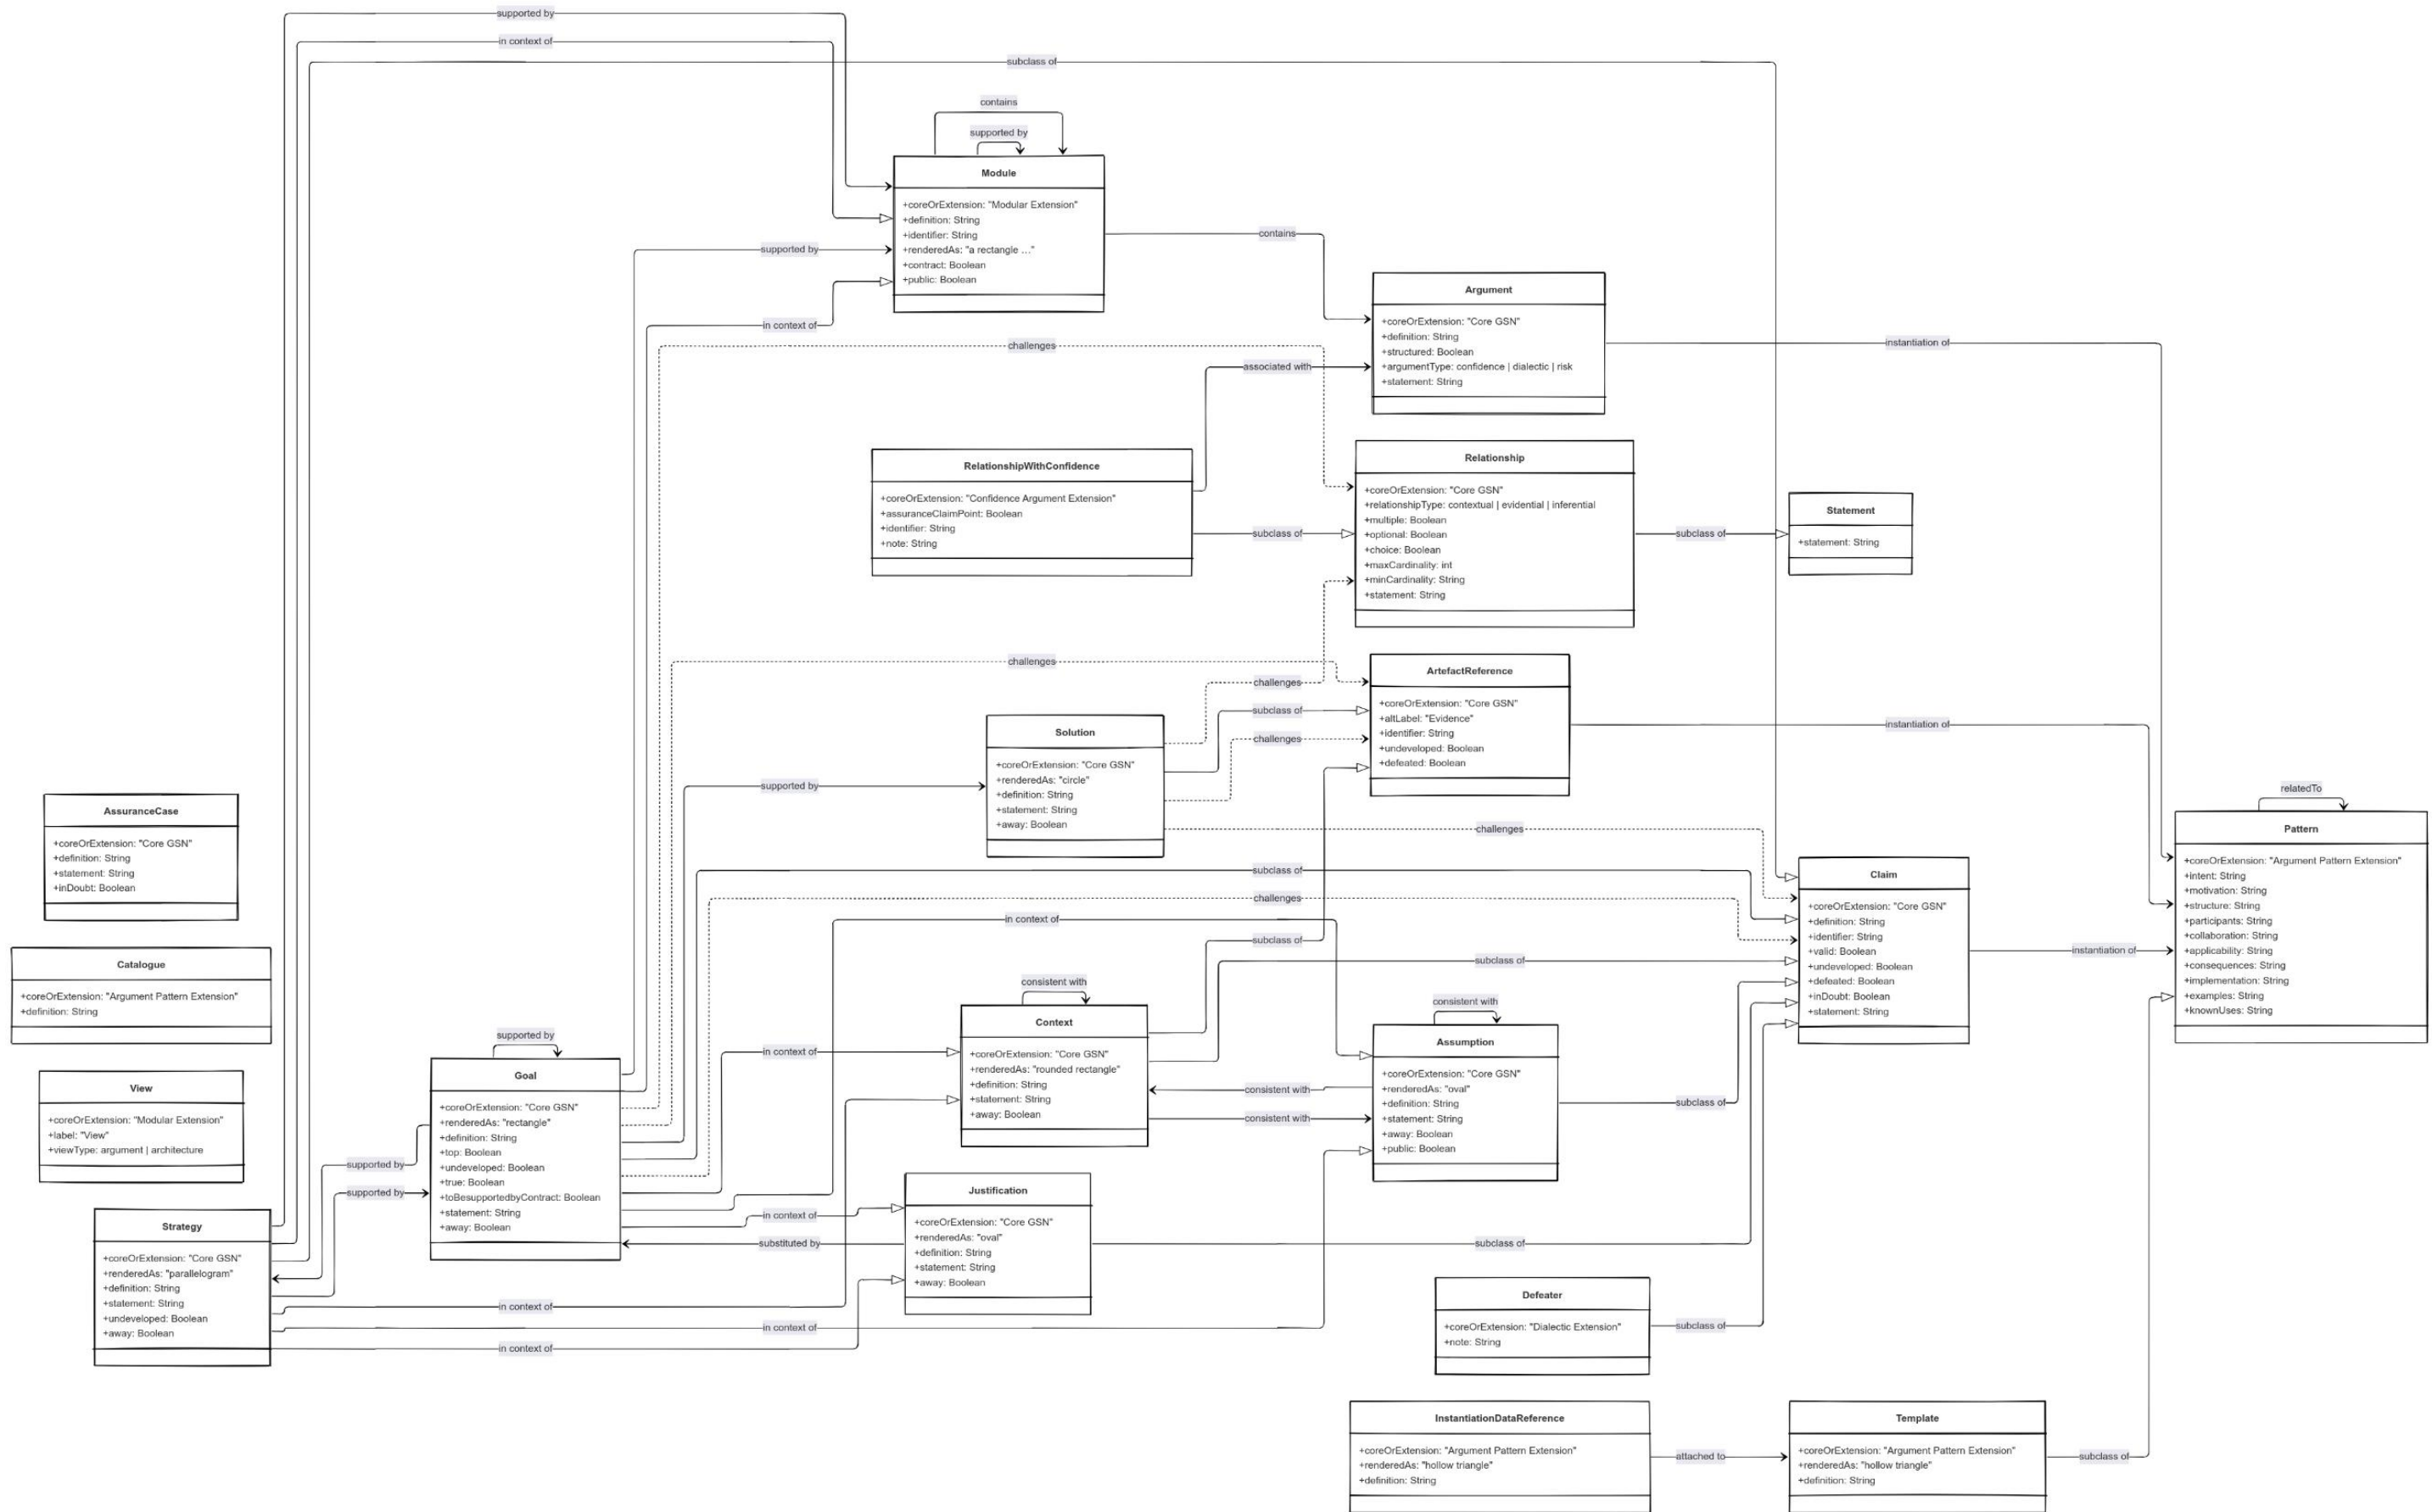 supported by
in context of
subclass of
contains
supported by
Module
+coreOrExtension: "Modular Extension"
+definition: String
+identifier: String
+renderedAs: "a rectangle …"
+contract: Boolean
+public: Boolean
supported by
in context of
contains
Argument
+coreOrExtension: "Core GSN"
+definition: String
+structured: Boolean
+argumentType: confidence | dialectic | risk
+statement: String
instantiation of
challenges
associated with
RelationshipWithConfidence
+coreOrExtension: "Confidence Argument Extension"
+assuranceClaimPoint: Boolean
+identifier: String
+note: String
subclass of
Relationship
+coreOrExtension: "Core GSN"
+relationshipType: contextual | evidential | inferential
+multiple: Boolean
+optional: Boolean
+choice: Boolean
+maxCardinality: int
+minCardinality: String
+statement: String
subclass of
Statement
+statement: String
challenges
challenges
subclass of
challenges
ArtefactReference
+coreOrExtension: "Core GSN"
+altLabel: "Evidence"
+identifier: String
+undeveloped: Boolean
+defeated: Boolean
instantiation of
Solution
+coreOrExtension: "Core GSN"
+renderedAs: "circle"
+definition: String
+statement: String
+away: Boolean
supported by
challenges
AssuranceCase
+coreOrExtension: "Core GSN"
+definition: String
+statement: String
+inDoubt: Boolean
relatedTo
Pattern
+coreOrExtension: "Argument Pattern Extension"
+intent: String
+motivation: String
+structure: String
+participants: String
+collaboration: String
+applicability: String
+consequences: String
+implementation: String
+examples: String
+knownUses: String
subclass of
challenges
in context of
subclass of
subclass of
Claim
+coreOrExtension: "Core GSN"
+definition: String
+identifier: String
+valid: Boolean
+undeveloped: Boolean
+defeated: Boolean
+inDoubt: Boolean
+statement: String
instantiation of
Catalogue
+coreOrExtension: "Argument Pattern Extension"
+definition: String
consistent with
Context
+coreOrExtension: "Core GSN"
+renderedAs: "rounded rectangle"
+definition: String
+statement: String
+away: Boolean
consistent with
Assumption
+coreOrExtension: "Core GSN"
+renderedAs: "oval"
+definition: String
+statement: String
+away: Boolean
+public: Boolean
in context of
consistent with
consistent with
subclass of
View
+coreOrExtension: "Modular Extension"
+label: "View"
+viewType: argument | architecture
supported by
Goal
+coreOrExtension: "Core GSN"
+renderedAs: "rectangle"
+definition: String
+top: Boolean
+undeveloped: Boolean
+true: Boolean
+toBesupportedbyContract: Boolean
+statement: String
+away: Boolean
supported by
supported by
Justification
+coreOrExtension: "Core GSN"
+renderedAs: "oval"
+definition: String
+statement: String
+away: Boolean
in context of
substituted by
subclass of
Strategy
+coreOrExtension: "Core GSN"
+renderedAs: "parallelogram"
+definition: String
+statement: String
+undeveloped: Boolean
+away: Boolean
in context of
in context of
in context of
Defeater
+coreOrExtension: "Dialectic Extension"
+note: String
subclass of
InstantiationDataReference
+coreOrExtension: "Argument Pattern Extension"
+renderedAs: "hollow triangle"
+definition: String
attached to
Template
+coreOrExtension: "Argument Pattern Extension"
+renderedAs: "hollow triangle"
+definition: String
subclass of